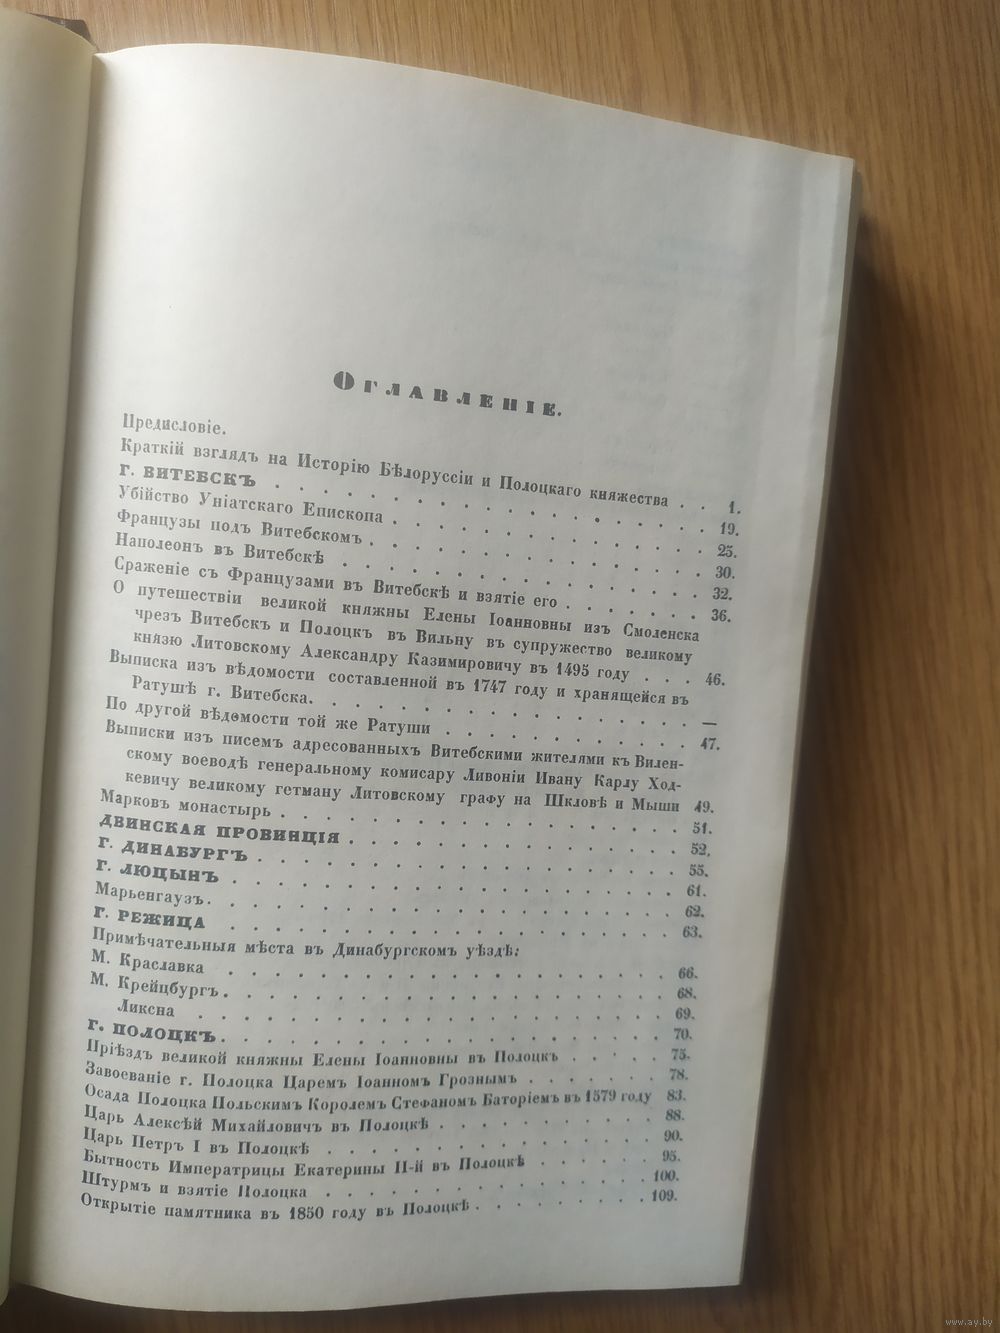 Оглавленіе.
Предисловіе.
Краткій взглядъ на Исторію Бѣлоруссіи и Полоцкаго княжества . . 1.
г. ВИТЕБСКЪ . . . . . . . . . . . . . . . 19.
Убійство Уніатскаго Епископа . . . . . . . . . . . 25.
Французы подъ Витебскомъ . . . . . . . . . . . . 30.
Наполеонъ въ Витебскѣ . . . . . . . . . . . . . 32.
Сраженіе съ Французами въ Витебскѣ и взятіе его . . . . . . . 36.
О путешествіи великой княжны Елены Іоанновны изъ Смоленска
чрезъ Витебскъ и Полоцкъ въ Вильну въ супружество великому
князю Литовскому Александру Казимировичу въ 1495 году . . . 46.
Выписка изъ вѣдомости составленной въ 1747 году и хранящейся въ
Ратушѣ г. Витебска. . . . . . . . . . . . . . —
По другой вѣдомости той же Ратуши . . . . . . . . . . . 47.
Выписки изъ писемъ адресованныхъ Витебскими жителями къ Вилен-
скому воеводѣ генеральному комисару Ливоніи Ивану Карлу Ход-
кевичу великому гетману Литовскому графу на Шкловѣ и Мыши 49.
Марковъ монастырь . . . . . . . . . . . . . . 51.
ДВИНСКАЯ ПРОВИНЦІЯ . . . . . . . . . . . . . 52.
г. ДИНАБУРГЪ . . . . . . . . . . . . . . . 55.
г. ЛЮЦЫНЪ . . . . . . . . . . . . . . . . 61.
Марьенгаузъ. . . . . . . . . . . . . . . . 62.
г. РЕЖИЦА . . . . . . . . . . . . . . . . 63.
Примѣчательныя мѣста въ Динабургскомъ уѣздѣ:
М. Краславка . . . . . . . . . . . . . . . . 66.
М. Крейцбургъ. . . . . . . . . . . . . . . . 68.
Ликсна . . . . . . . . . . . . . . . . 69.
г. ПОЛОЦКЪ. . . . . . . . . . . . . . . . 70.
Пріѣздъ великой княжны Елены Іоанновны въ Полоцкъ . . . . . 75.
Завоеваніе г. Полоцка Царемъ Іоанномъ Грознымъ . . . . . . . 78.
Осада Полоцка Польскимъ Королемъ Стефаномъ Баторіемъ въ 1579 году 83.
Царь Алексѣй Михайловичъ въ Полоцкѣ . . . . . . . . . . 88.
Царь Петръ I въ Полоцкѣ . . . . . . . . . . . . . 90.
Бытность Императрицы Екатерины II-й въ Полоцкѣ . . . . . . 95.
Штурмъ и взятіе Полоцка . . . . . . . . . . . . . 100.
Открытіе памятника въ 1850 году въ Полоцкѣ . . . . . . . . 109.
www.ay.by